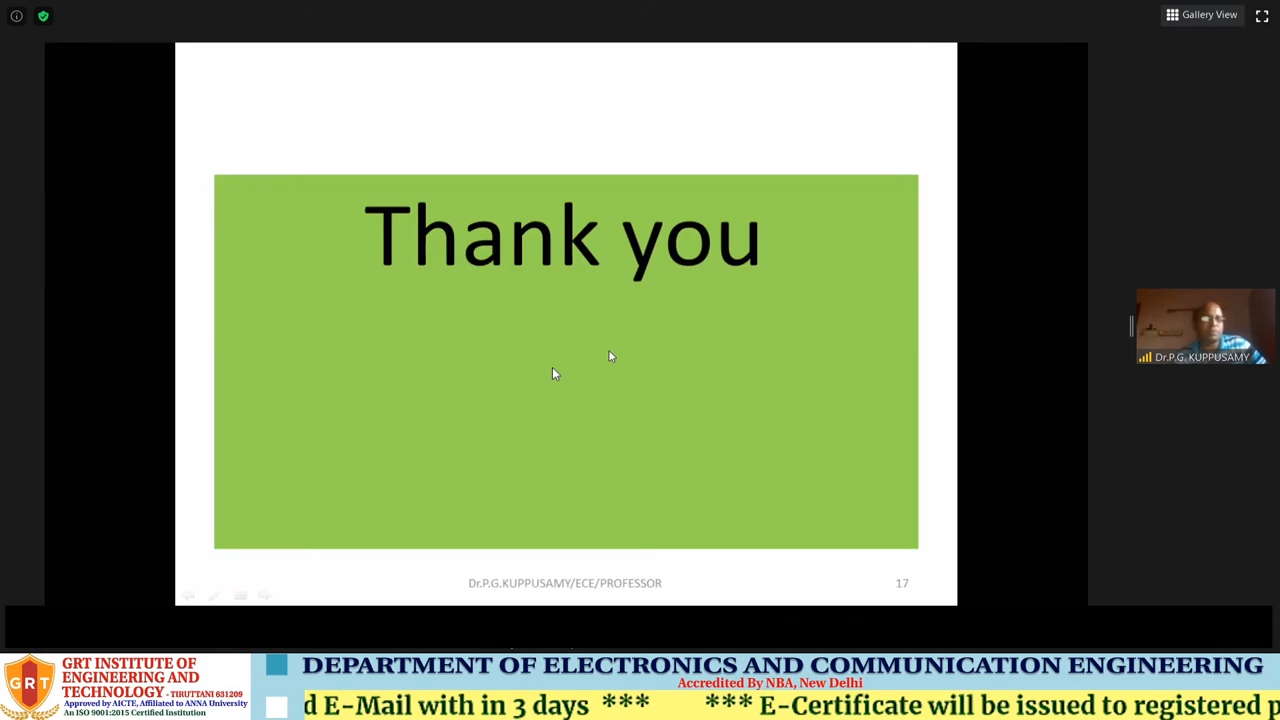 Gallery View
Thank you
Dr.P.G. KUPPUSAMY
Dr.P.G.KUPPUSAMY/ECE/PROFESSOR
17
GRT
GRT INSTITUTE OF
ENGINEERING AND
TECHNOLOGY - TIRUTTANI 631209
Approved by AICTE, Affiliated to ANNA University
An ISO 9001:2015 Certified Institution
DEPARTMENT OF ELECTRONICS AND COMMUNICATION ENGINEERING
Accredited By NBA, New Delhi
d E-Mail with in 3 days *** *** E-Certificate will be issued to registered p